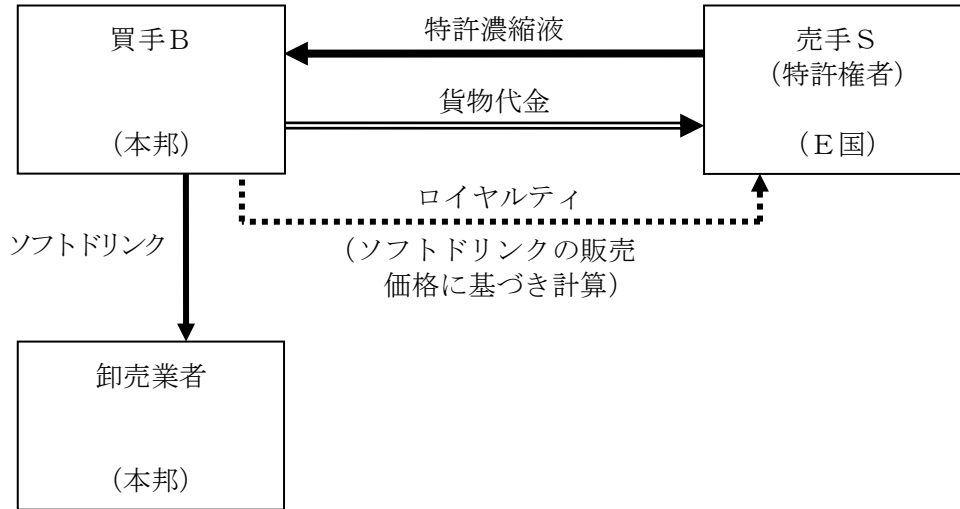 買手Ｂ
（本邦）
特許濃縮液
貨物代金
売手Ｓ
（特許権者）
（Ｅ国）
ロイヤルティ
（ソフトドリンクの販売
価格に基づき計算）
ソフトドリンク
卸売業者
（本邦）